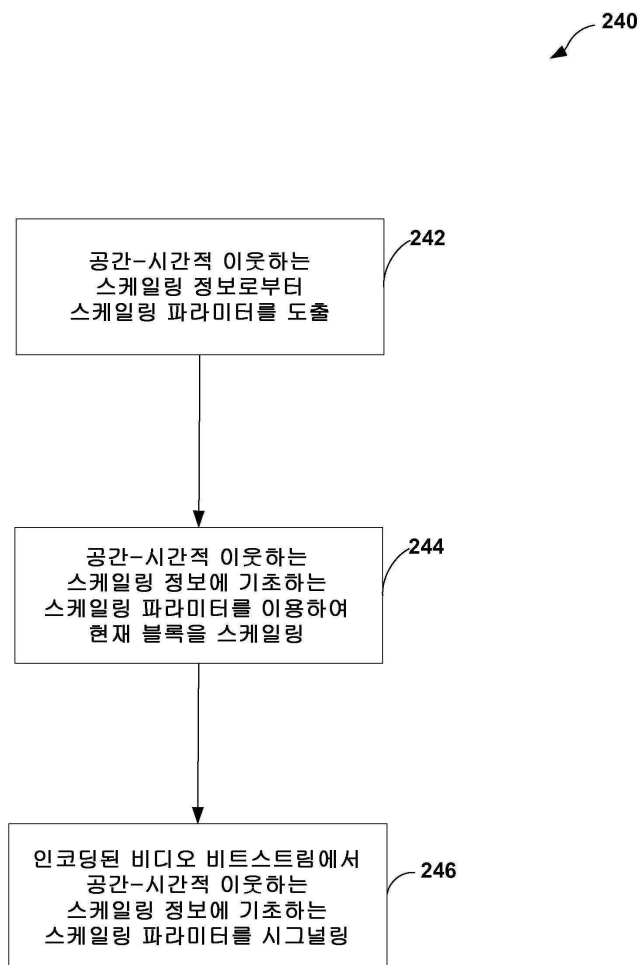 240
242
공간-시간적 이웃하는
스케일링 정보로부터
스케일링 파라미터를 도출
244
공간-시간적 이웃하는
스케일링 정보에 기초하는
스케일링 파라미터를 이용하여
현재 블록을 스케일링
인코딩된 비디오 비트스트림에서
공간-시간적 이웃하는
스케일링 정보에 기초하는
스케일링 파라미터를 시그널링
246